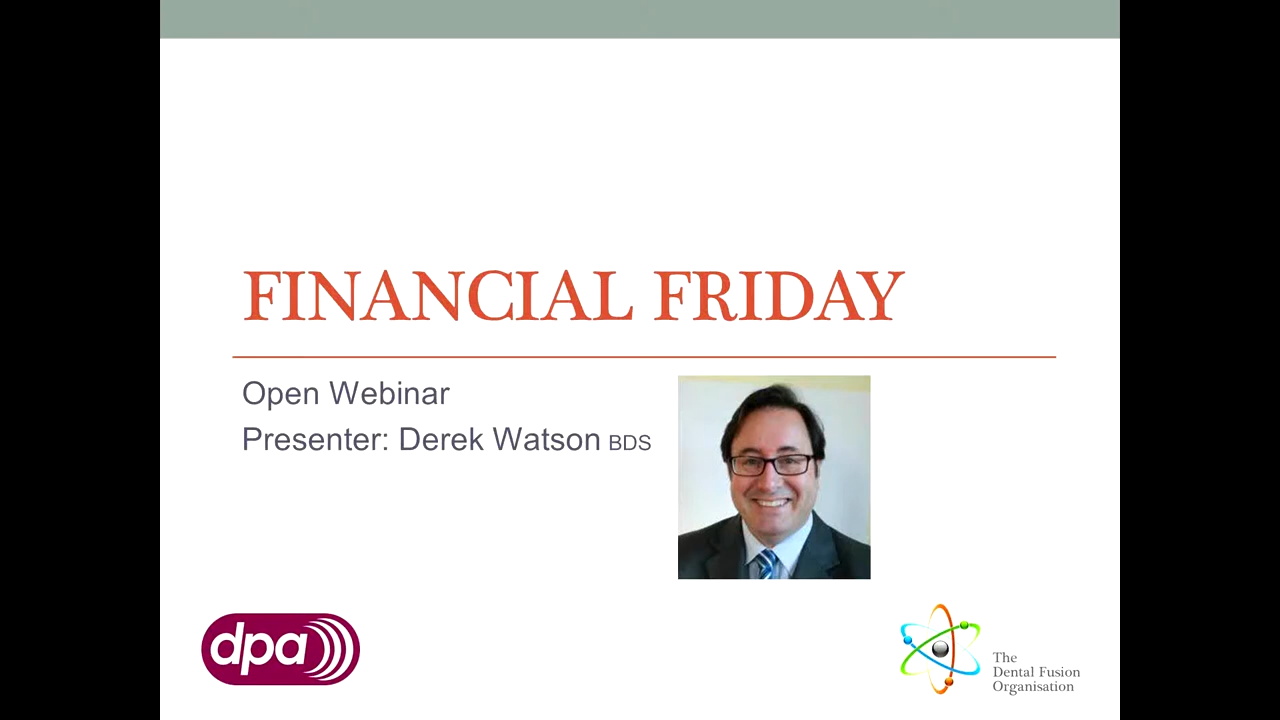 FINANCIAL FRIDAY
Open Webinar
Presenter: Derek Watson BDS
dpa
The
Dental Fusion
Organisation